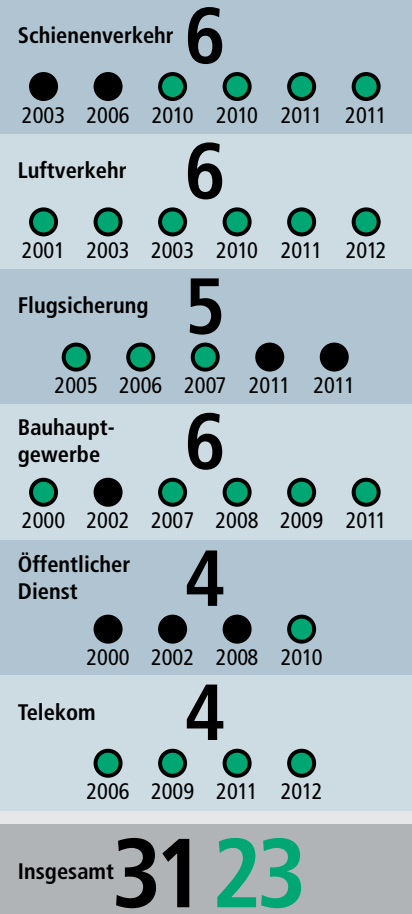 Schienenverkehr 6
2003 2006 2010 2010 2011 2011
Luftverkehr 6
2001 2003 2003 2010 2011 2012
Flugsicherung 5
2005 2006 2007 2011 2011
Bauhaupt-
gewerbe 6
2000 2002 2007 2008 2009 2011
Öffentlicher
Dienst 4
2000 2002 2008 2010
Telekom 4
2006 2009 2011 2012
Insgesamt 31 23